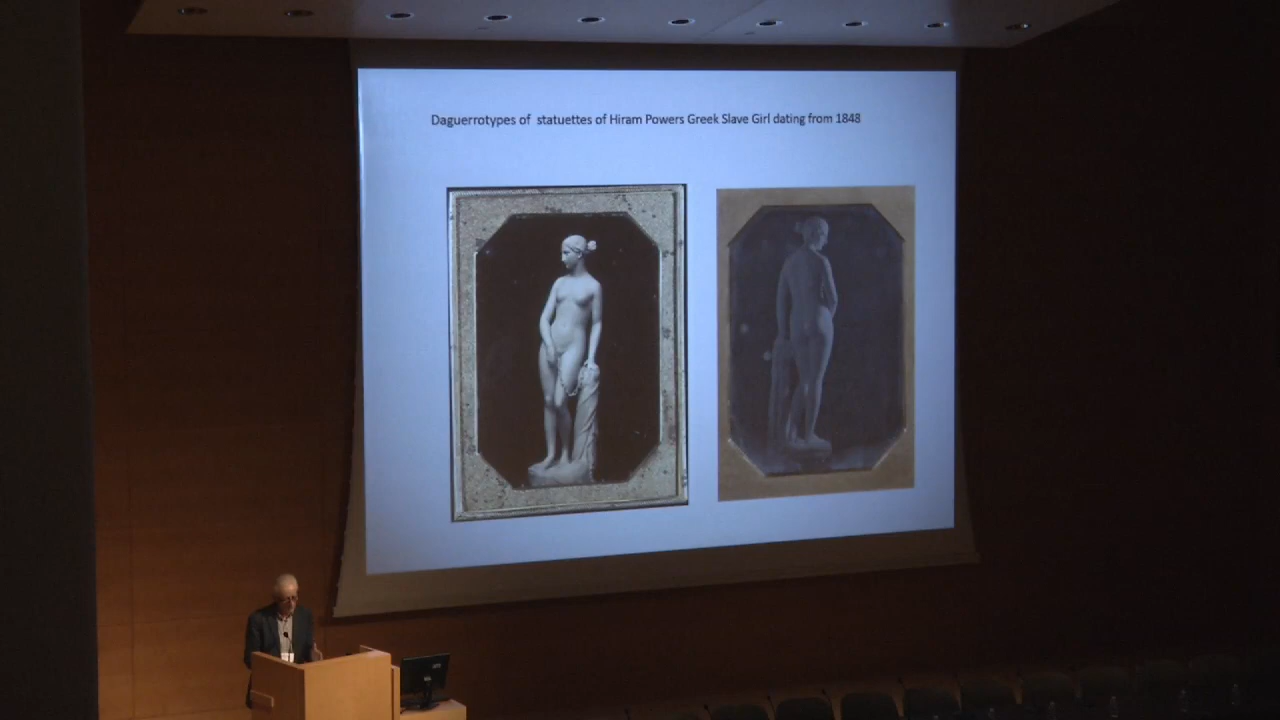 Daguerrotypes of statuettes of Hiram Powers Greek Slave Girl dating from 1848